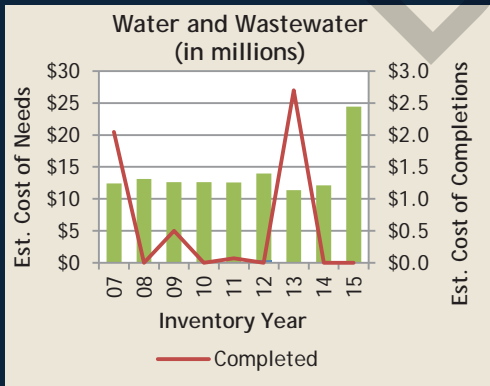 Water and Wastewater
(in millions)
Est. Cost of Needs
$30
$25
$20
$15
$10
$5
$0
$3.0
$2.5
$2.0
$1.5
$1.0
$0.5
$0.0
Est. Cost of Completions
07 08 09 10 11 12 13 14 15
Inventory Year
Completed